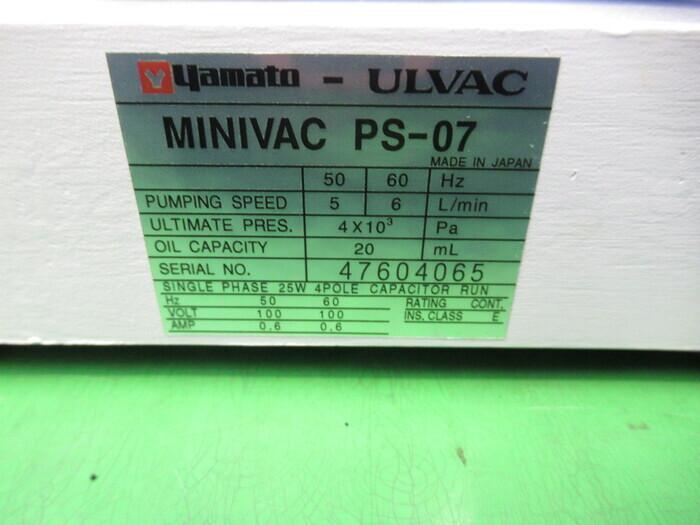 Y Yamato - ULVAC
MINIVAC PS-07
MADE IN JAPAN
50 60 Hz
PUMPING SPEED 5 6 L/min
ULTIMATE PRES. 4X10³ Pa
OIL CAPACITY 20 mL
SERIAL NO. 47604065
SINGLE PHASE 25W 4POLE CAPACITOR RUN
Hz 50 60 RATING CONT.
VOLT 100 100 INS, CLASS E
AMP 0.6 0.6